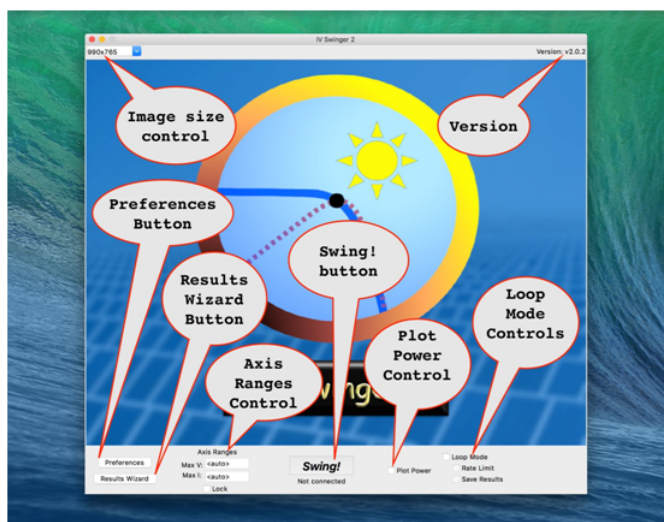 IV Swinger 2
990x765
Version: v2.0.2
Image size
control
Version
Preferences
Button
Swing!
button
Results
Wizard
Button
Loop
Mode
Controls
Plot
Power
Control
Axis
Ranges
Control
Axis Ranges
Preferences
Max V: <auto>
Swing!
Plot Power
Loop Mode
Rate Limit
Results Wizard
Max I: <auto>
Not connected
Save Results
Lock